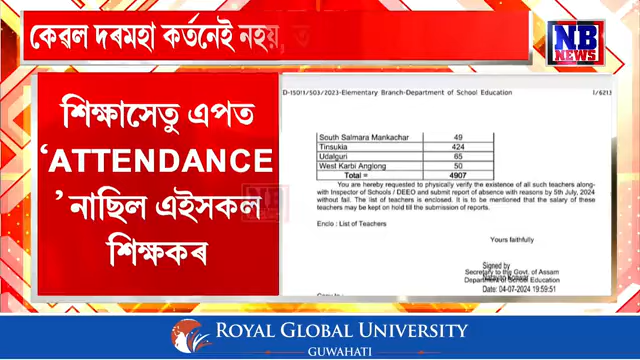 কেৱল দৰমহা কৰ্তনেই নহয়,
NB
NEWS
শিক্ষাসেতু এপত
‘ATTENDANCE
’ নাছিল এইসকল
শিক্ষকৰ
D-15011/503/2023-Elementary Branch-Department of School Education
South Salmara Mankachar 49
Tinsukia 424
Udalguri 65
West Karbi Anglong 50
Total = 4907
You are hereby requested to physically verify the existence of all such teachers along-
with Inspector of Schools / DEEO and submit report of absence with reasons by 5th July, 2024
without fail. The list of teachers is enclosed. It is to be mentioned that the salary of these
teachers may be kept on hold till the submission of reports.
Enclo : List of Teachers
Yours faithfully
Signed by
Secretary to the Govt. of Assam
Department of School Education
Date: 04-07-2024 19:59:51
ROYAL GLOBAL UNIVERSITY
GUWAHATI